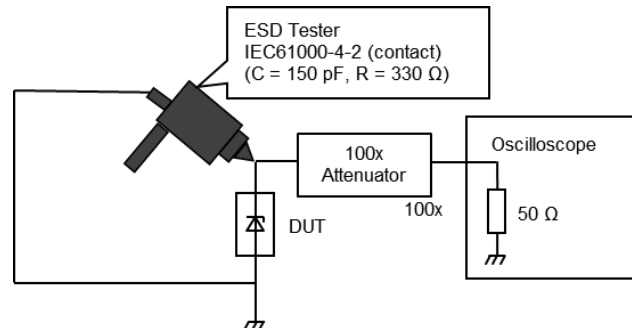 ESD Tester
IEC61000-4-2 (contact)
(C = 150 pF, R = 330 Ω)
100x
Attenuator
100x
Oscilloscope
50 Ω
DUT